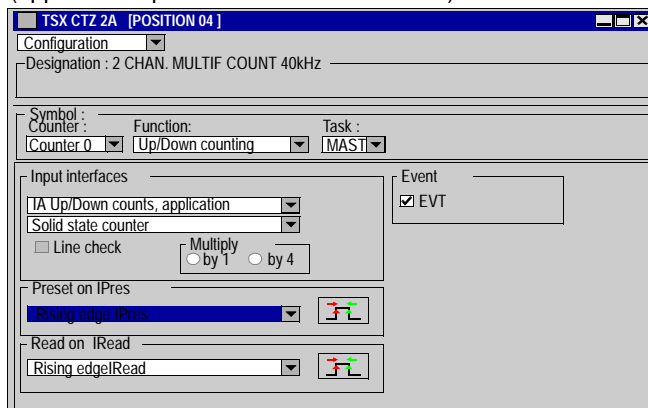 TSX CTZ 2A [POSITION 04 ]
Configuration
Designation : 2 CHAN. MULTIF COUNT 40kHz
Symbol :
Counter : Function: Task :
Counter 0 Up/Down counting MAST
Input interfaces Event
IA Up/Down counts, application EVT
Solid state counter
Line check Multiply
by 1 by 4
Preset on IPres
Rising edge IPres
Read on IRead
Rising edgeIRead